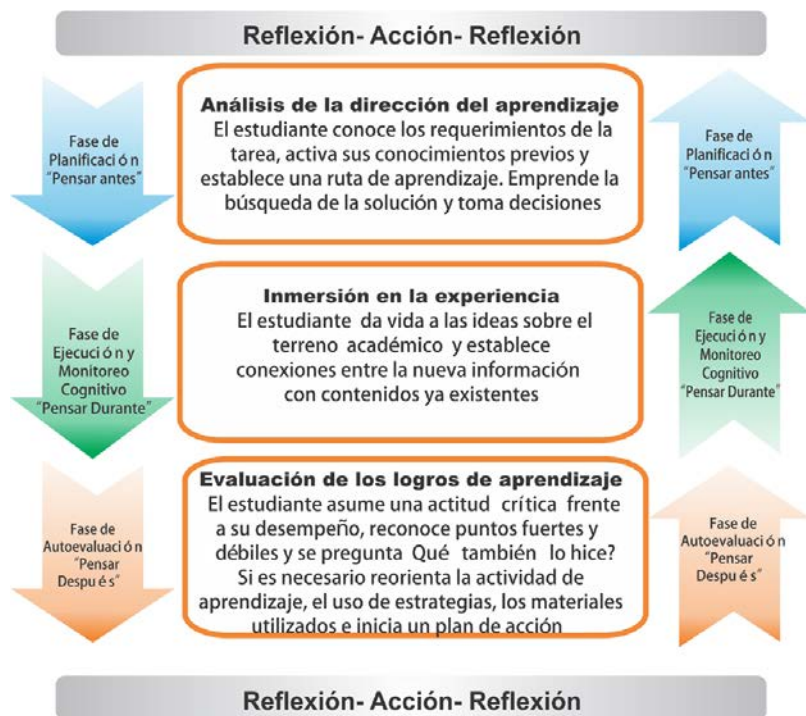 Reflexión- Acción- Reflexión
Fase de
Planificaci ó n
“Pensar antes”
Análisis de la dirección del aprendizaje
El estudiante conoce los requerimientos de la
tarea, activa sus conocimientos previos y
establece una ruta de aprendizaje. Emprende la
búsqueda de la solución y toma decisiones
Fase de
Planificaci ó n
“Pensar antes”
Fase de
Ejecuci ó n y
Monitoreo
Cognitivo
“Pensar Durante”
Inmersión en la experiencia
El estudiante da vida a las ideas sobre el
terreno académico y establece
conexiones entre la nueva información
con contenidos ya existentes
Fase de
Ejecuci ó n y
Monitoreo
Cognitivo
“Pensar Durante”
Fase de
Autoevaluaci ó n
“Pensar
Despu é s”
Evaluación de los logros de aprendizaje
El estudiante asume una actitud crítica frente
a su desempeño, reconoce puntos fuertes y
débiles y se pregunta Qué también lo hice?
Si es necesario reorienta la actividad de
aprendizaje, el uso de estrategias, los materiales
utilizados e inicia un plan de acción
Fase de
Autoevaluaci ó n
“Pensar
Despu é s”
Reflexión- Acción- Reflexión